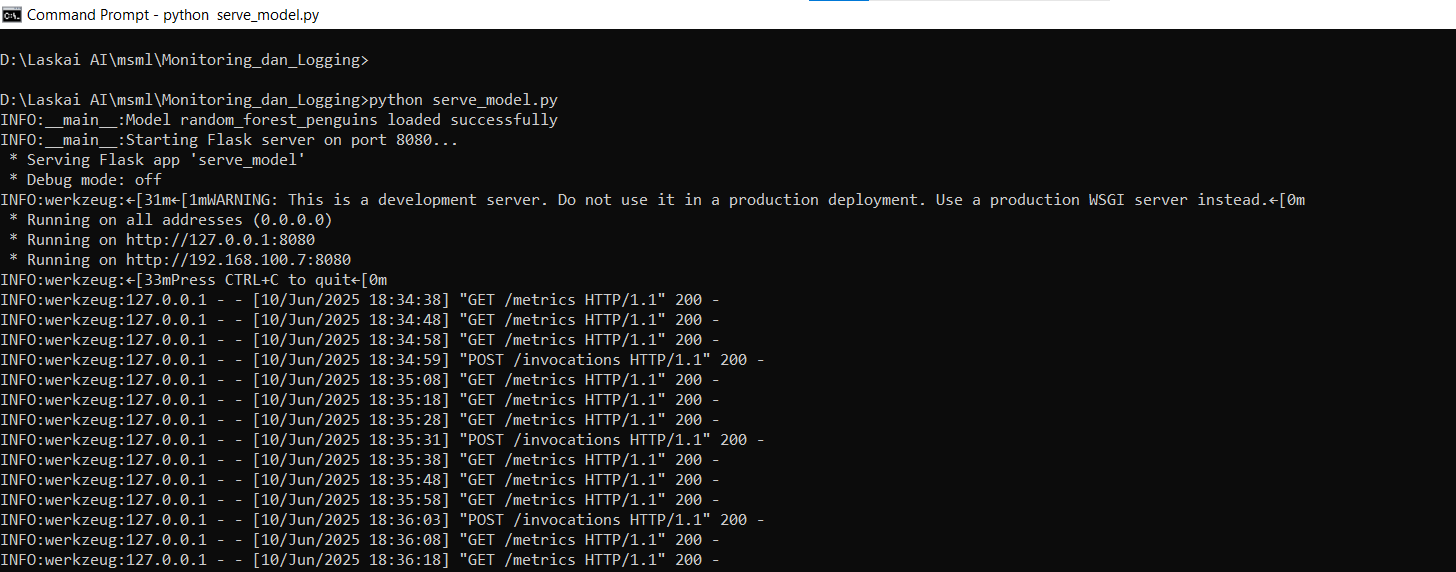 Command Prompt - python  serve_model.py
D:\Laskai AI\msml\Monitoring_dan_Logging>
D:\Laskai AI\msml\Monitoring_dan_Logging>python serve_model.py
INFO:__main__:Model random_forest_penguins loaded successfully
INFO:__main__:Starting Flask server on port 8080...
 * Serving Flask app 'serve_model'
 * Debug mode: off
INFO:werkzeug:←[31m←[1mWARNING: This is a development server. Do not use it in a production deployment. Use a production WSGI server instead.←[0m
 * Running on all addresses (0.0.0.0)
 * Running on http://127.0.0.1:8080
 * Running on http://192.168.100.7:8080
INFO:werkzeug:←[33mPress CTRL+C to quit←[0m
INFO:werkzeug:127.0.0.1 - - [10/Jun/2025 18:34:38] "GET /metrics HTTP/1.1" 200 -
INFO:werkzeug:127.0.0.1 - - [10/Jun/2025 18:34:48] "GET /metrics HTTP/1.1" 200 -
INFO:werkzeug:127.0.0.1 - - [10/Jun/2025 18:34:58] "GET /metrics HTTP/1.1" 200 -
INFO:werkzeug:127.0.0.1 - - [10/Jun/2025 18:34:59] "POST /invocations HTTP/1.1" 200 -
INFO:werkzeug:127.0.0.1 - - [10/Jun/2025 18:35:08] "GET /metrics HTTP/1.1" 200 -
INFO:werkzeug:127.0.0.1 - - [10/Jun/2025 18:35:18] "GET /metrics HTTP/1.1" 200 -
INFO:werkzeug:127.0.0.1 - - [10/Jun/2025 18:35:28] "GET /metrics HTTP/1.1" 200 -
INFO:werkzeug:127.0.0.1 - - [10/Jun/2025 18:35:31] "POST /invocations HTTP/1.1" 200 -
INFO:werkzeug:127.0.0.1 - - [10/Jun/2025 18:35:38] "GET /metrics HTTP/1.1" 200 -
INFO:werkzeug:127.0.0.1 - - [10/Jun/2025 18:35:48] "GET /metrics HTTP/1.1" 200 -
INFO:werkzeug:127.0.0.1 - - [10/Jun/2025 18:35:58] "GET /metrics HTTP/1.1" 200 -
INFO:werkzeug:127.0.0.1 - - [10/Jun/2025 18:36:03] "POST /invocations HTTP/1.1" 200 -
INFO:werkzeug:127.0.0.1 - - [10/Jun/2025 18:36:08] "GET /metrics HTTP/1.1" 200 -
INFO:werkzeug:127.0.0.1 - - [10/Jun/2025 18:36:18] "GET /metrics HTTP/1.1" 200 -